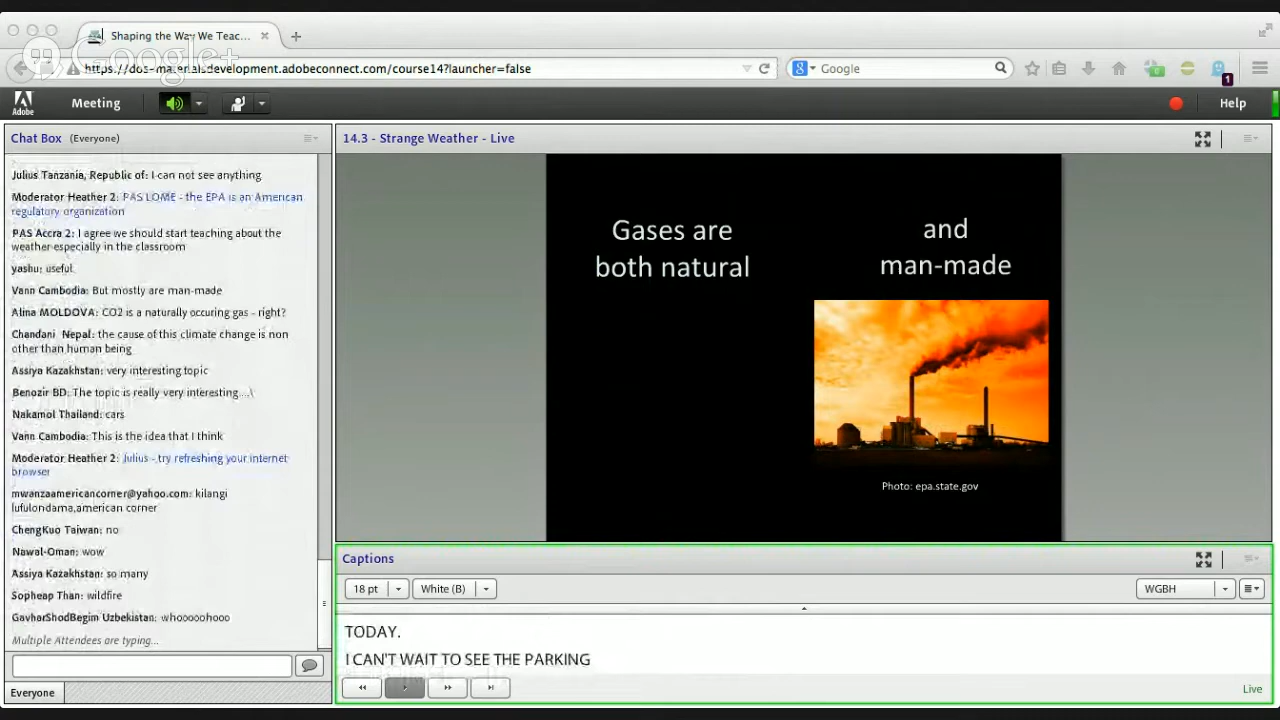 Shaping the Way We Teac...
Google+
https://dos-materialsdevelopment.adobeconnect.com/course14?launcher=false
Google
1
Adobe
Meeting
Help
Chat Box (Everyone)
Julius Tanzania, Republic of: I can not see anything
Moderator Heather 2: PAS LOME - the EPA is an American
regulatory organization
PAS Accra 2: I agree we should start teaching about the
weather especially in the classroom
yashu: useful
Vann Cambodia: But mostly are man-made
Alina MOLDOVA: CO2 is a naturally occuring gas - right?
Chandani Nepal: the cause of this climate change is non
other than human being
Assiya Kazakhstan: very interesting topic
Benozir BD: The topic is really very interesting....\
Nakamol Thailand: cars
Vann Cambodia: This is the idea that I think
Moderator Heather 2: Julius - try refreshing your internet
browser
mwanzaamericancorner@yahoo.com: kilangi
lufulondama,american corner
ChengKuo Taiwan: no
Nawal-Oman: wow
Assiya Kazakhstan: so many
Sopheap Than: wildfire
GavharShodBegim Uzbekistan: whooooohooo
Multiple Attendees are typing...
Everyone
14.3 - Strange Weather - Live
Gases are
both natural
and
man-made
Photo: epa.state.gov
Captions
18 pt
White (B)
WGBH
TODAY.
I CAN'T WAIT TO SEE THE PARKING
Live